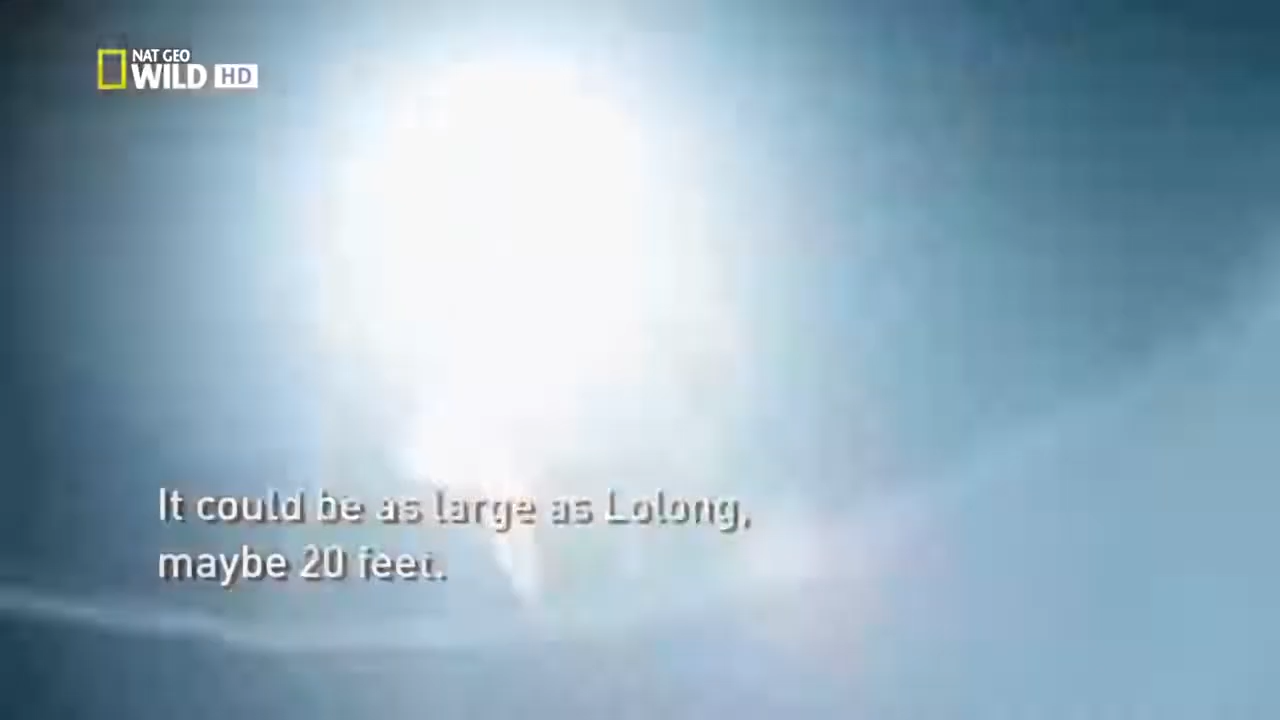 NAT GEO
WILD HD
It could be as large as Lolong,
maybe 20 feet.